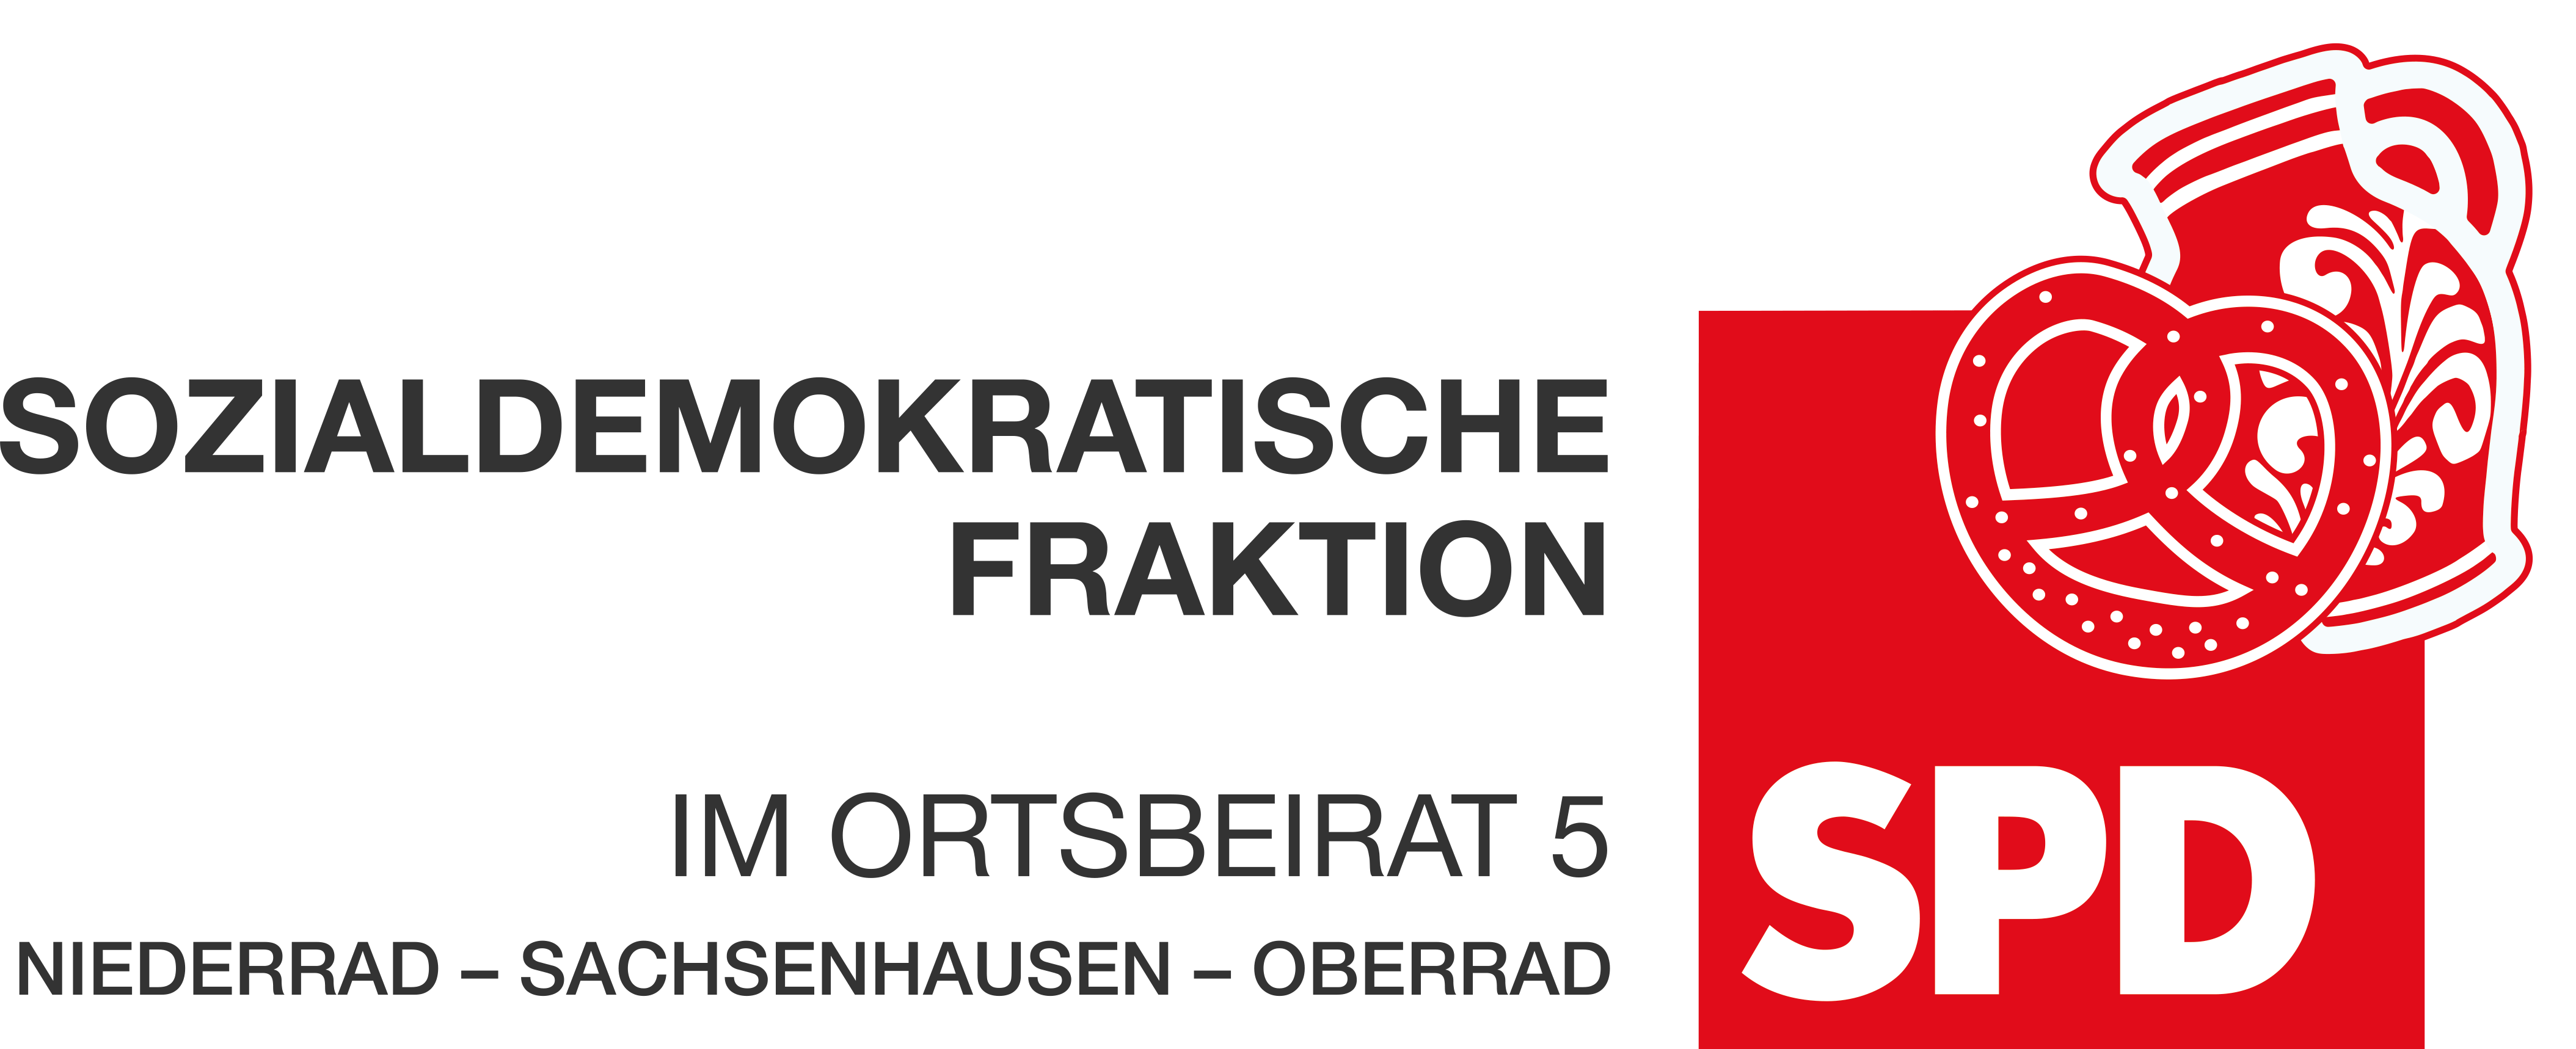 SOZIALDEMOKRATISCHE
FRAKTION
IM ORTSBEIRAT 5
NIEDERRAD – SACHSENHAUSEN – OBERRAD
SPD